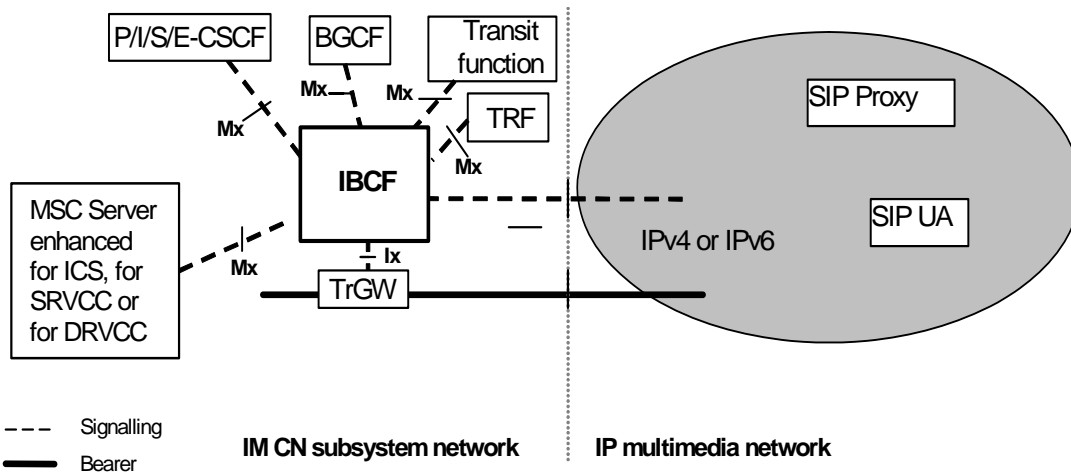 P/I/S/E-CSCF
BGCF
Transit
function
TRF
Mx
Mx
Mx
Mx
IBCF
SIP Proxy
SIP UA
IPv4 or IPv6
MSC Server
enhanced
for ICS, for
SRVCC or
for DRVCC
Mx
Ix
TrGW
Signalling
Bearer
IM CN subsystem network
IP multimedia network